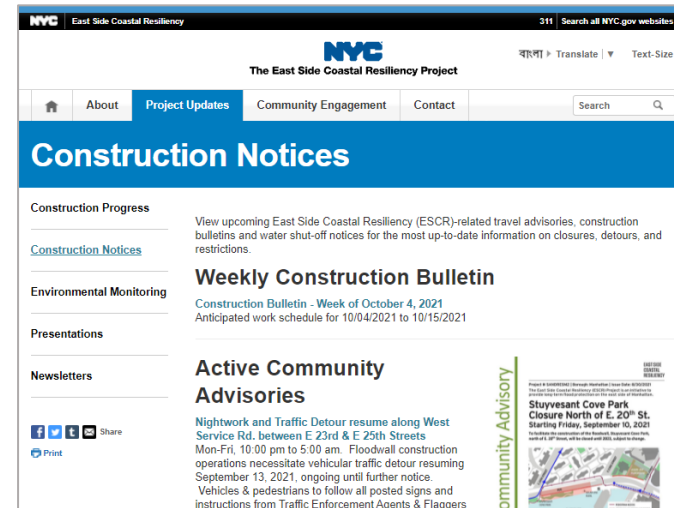 NYC East Side Coastal Resiliency 311 Search all NYC.gov websites
NYC
The East Side Coastal Resiliency Project
বাংলা Translate ▼ Text-Size
About Project Updates Community Engagement Contact Search
Construction Notices
Construction Progress
Construction Notices
Environmental Monitoring
Presentations
Newsletters
Share
Print
View upcoming East Side Coastal Resiliency (ESCR)-related travel advisories, construction
bulletins and water shut-off notices for the most up-to-date information on closures, detours, and
restrictions.
Weekly Construction Bulletin
Construction Bulletin - Week of October 4, 2021
Anticipated work schedule for 10/04/2021 to 10/15/2021
Active Community
Advisories
Nightwork and Traffic Detour resume along West
Service Rd. between E 23rd & E 25th Streets
Mon-Fri, 10:00 pm to 5:00 am. Floodwall construction
operations necessitate vehicular traffic detour resuming
September 13, 2021, ongoing until further notice.
Vehicles & pedestrians to follow all posted signs and
instructions from Traffic Enforcement Agents & Flaggers
Community Advisory
EAST SIDE
COASTAL
RESILIENCY
Stuyvesant Cove Park
Closure North of E. 20th St.
Starting Friday, September 10, 2021